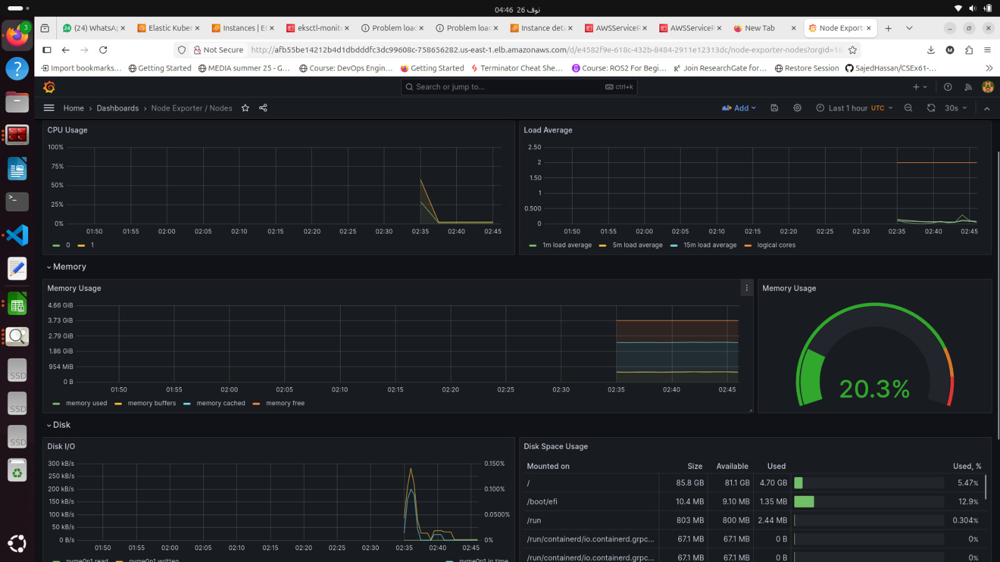 04:46 26 نوف
3
(24) WhatsAp
Elastic Kuber
Instances | EC
eksctl-monito
Problem load
Problem load
Instance deta
AWSServiceR
AWSServiceR
New Tab
Node Export
Not Secure
http://afb55be14212b4d1dbdddfc3dc99608c-758656282.us-east-1.elb.amazonaws.com/d/e4582f9e-618c-432b-8484-2911e12313dc/node-exporter-nodes?orgId=1&
Import bookmarks...
Getting Started
MEDIA summer 25 - G...
Course: DevOps Engin...
Getting Started
Terminator Cheat She...
Course: ROS2 For Begi...
Join ResearchGate for...
Restore Session
SajedHassan/CSEx61-...
Search or jump to...
ctrl+k
Home › Dashboards › Node Exporter / Nodes
Add
Last 1 hour UTC
30s
CPU Usage
100%
75%
50%
25%
0%
01:50 01:55 02:00 02:05 02:10 02:15 02:20 02:25 02:30 02:35 02:40 02:45
0 1
Load Average
2.50
2
1.50
1
0.500
0
01:50 01:55 02:00 02:05 02:10 02:15 02:20 02:25 02:30 02:35 02:40 02:45
1m load average 5m load average 15m load average logical cores
Memory
Memory Usage
4.66 GiB
3.73 GiB
2.79 GiB
1.86 GiB
954 MiB
0 B
01:50 01:55 02:00 02:05 02:10 02:15 02:20 02:25 02:30 02:35 02:40 02:45
memory used memory buffers memory cached memory free
Memory Usage
20.3%
Disk
Disk I/O
300 kB/s
250 kB/s
200 kB/s
150 kB/s
100 kB/s
50 kB/s
0 B/s
0.150%
0.100%
0.0500%
0%
01:50 01:55 02:00 02:05 02:10 02:15 02:20 02:25 02:30 02:35 02:40 02:45
nvme0n1 read nvme0n1 written nvme0n1 io time
Disk Space Usage
Mounted on Size Available Used Used, %
/ 85.8 GB 81.1 GB 4.70 GB 5.47%
/boot/efi 10.4 MB 9.10 MB 1.35 MB 12.9%
/run 803 MB 800 MB 2.44 MB 0.304%
/run/containerd/io.containerd.grpc... 67.1 MB 67.1 MB 0 B 0%
/run/containerd/io.containerd.grpc... 67.1 MB 67.1 MB 0 B 0%
SSD
SSD
SSD